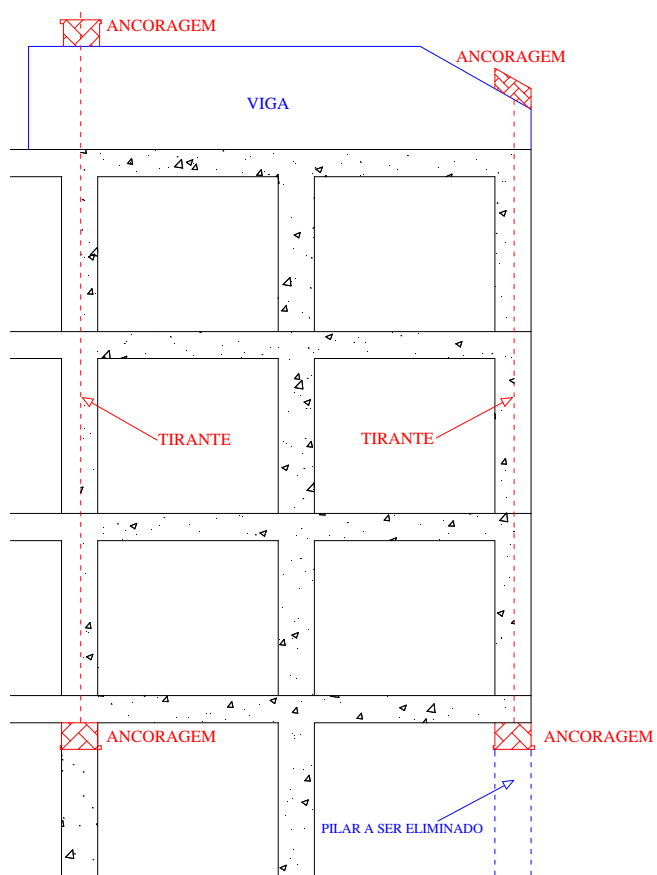 ANCORAGEM
ANCORAGEM
VIGA
TIRANTE
TIRANTE
ANCORAGEM
ANCORAGEM
PILAR A SER ELIMINADO